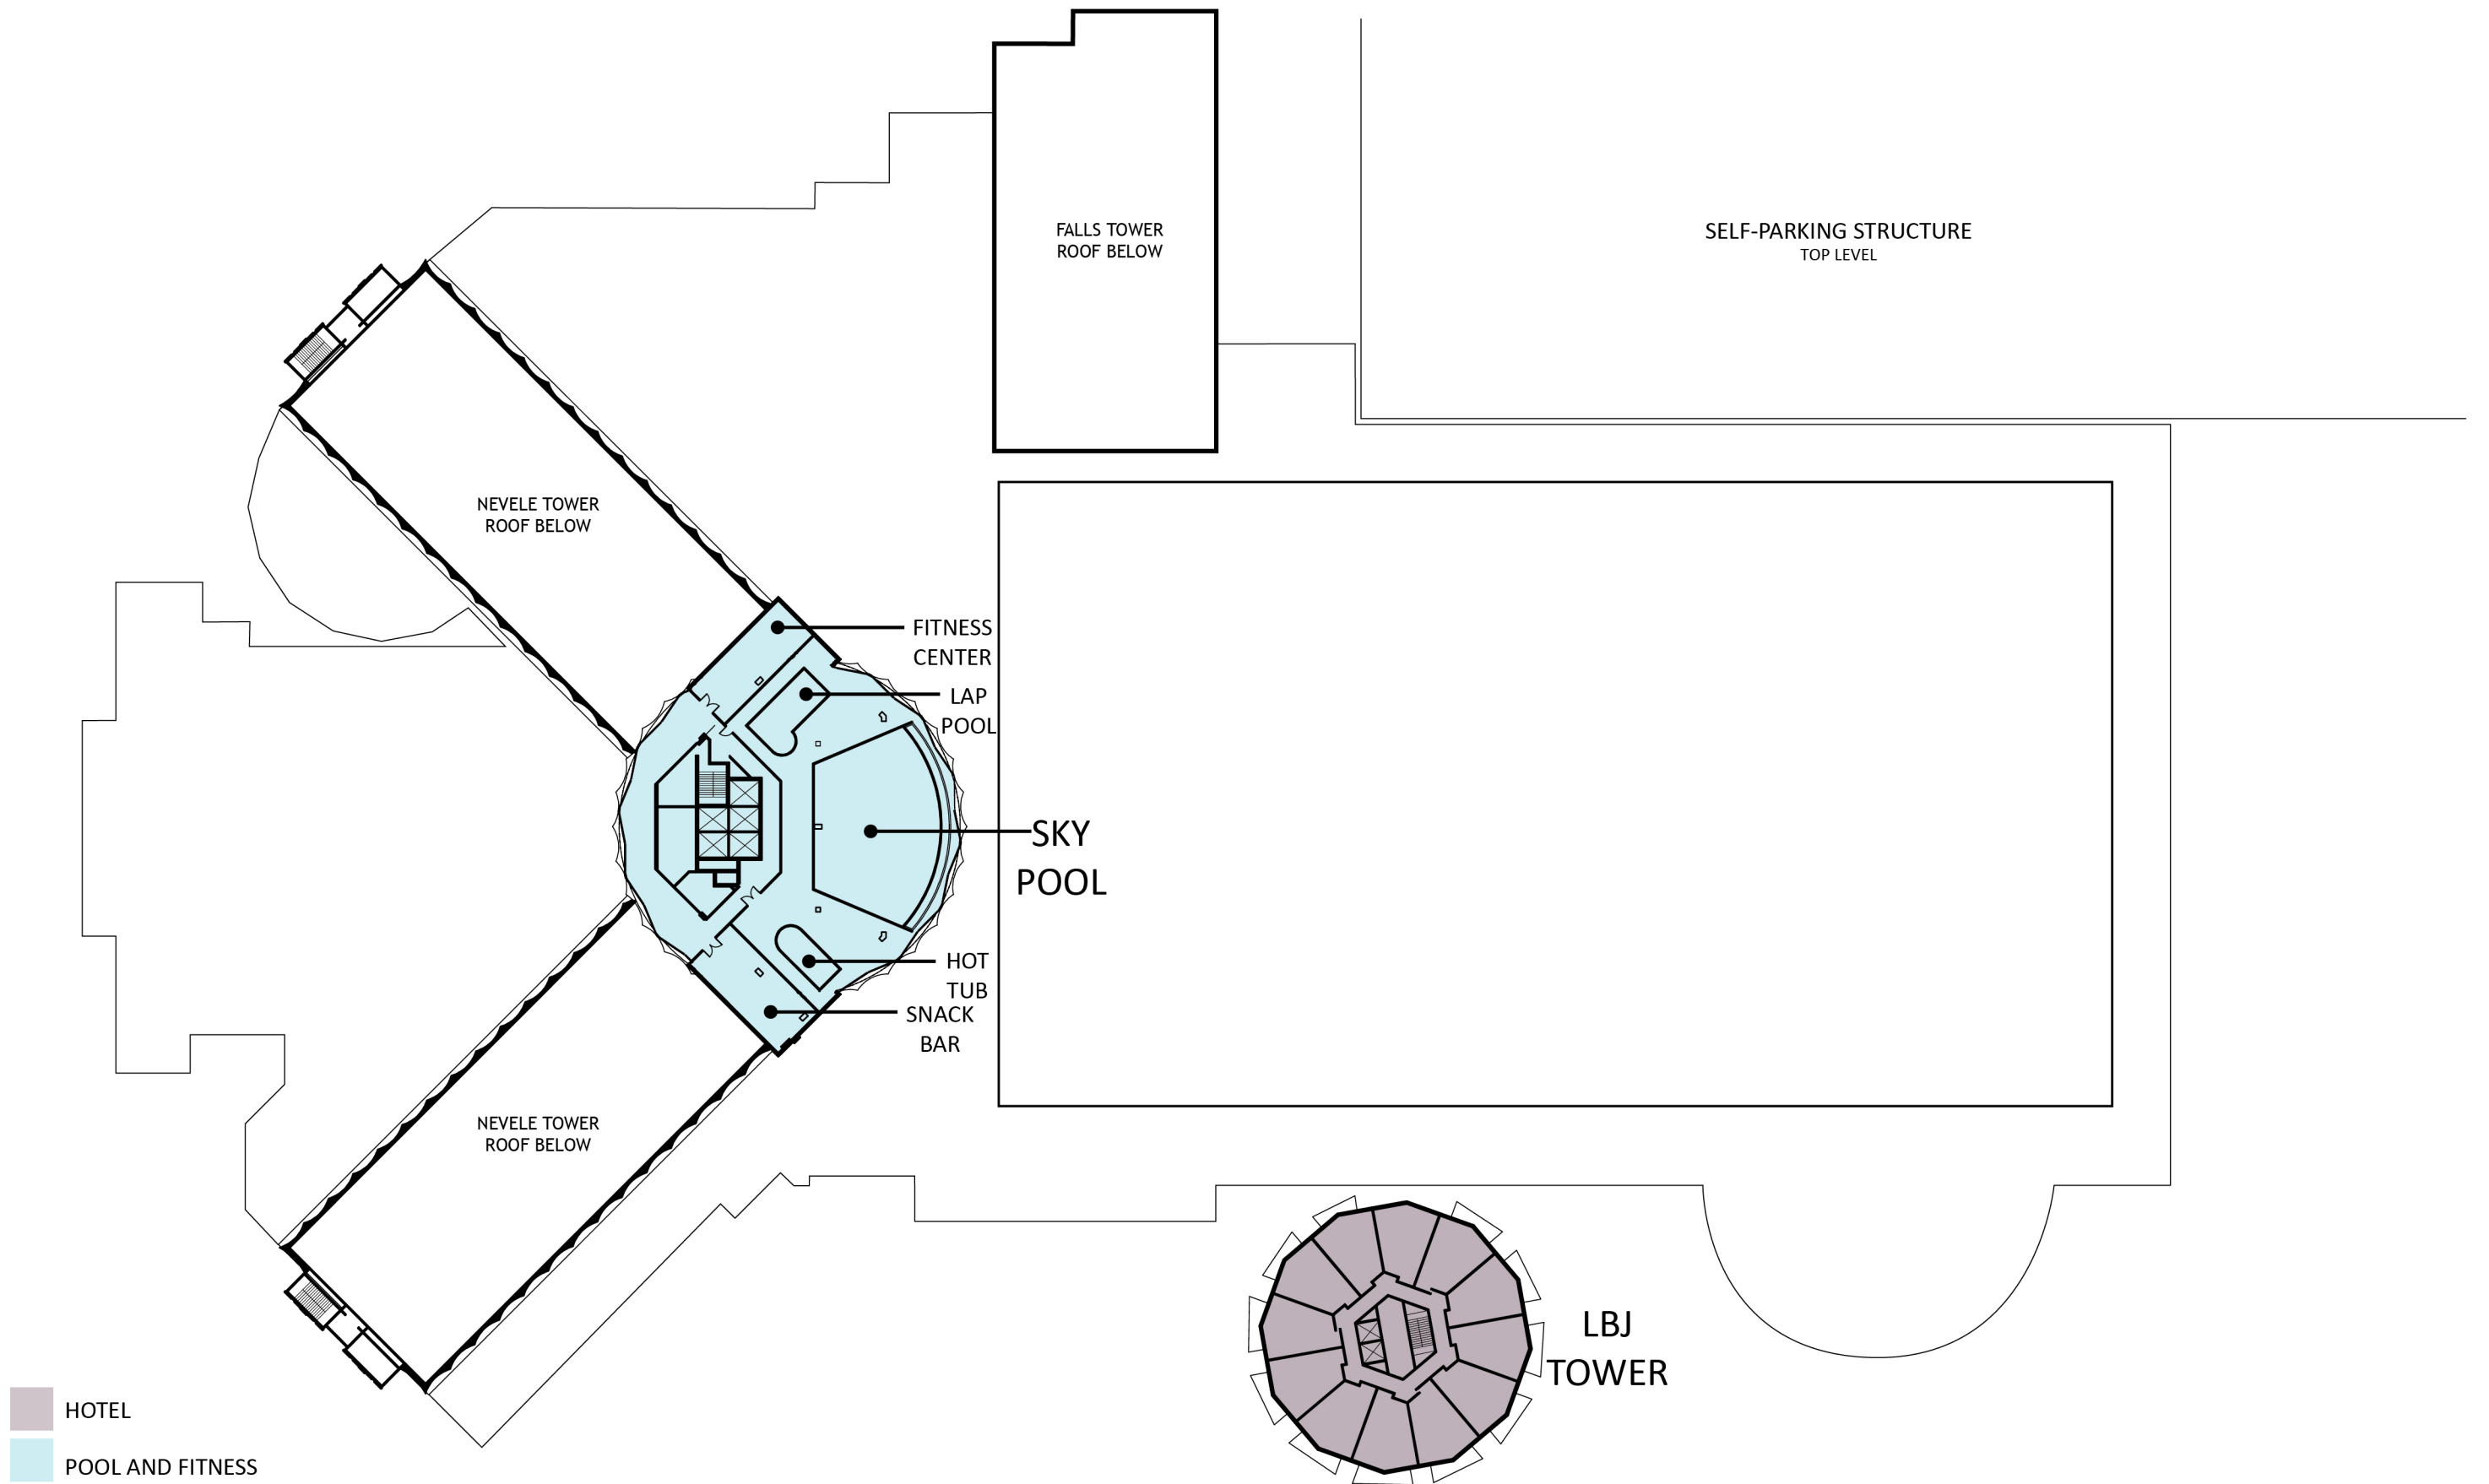 FALLS TOWER
ROOF BELOW
SELF-PARKING STRUCTURE
TOP LEVEL
NEVELE TOWER
ROOF BELOW
FITNESS
CENTER
LAP
POOL
SKY
POOL
HOT
TUB
SNACK
BAR
NEVELE TOWER
ROOF BELOW
LBJ
TOWER
HOTEL
POOL AND FITNESS